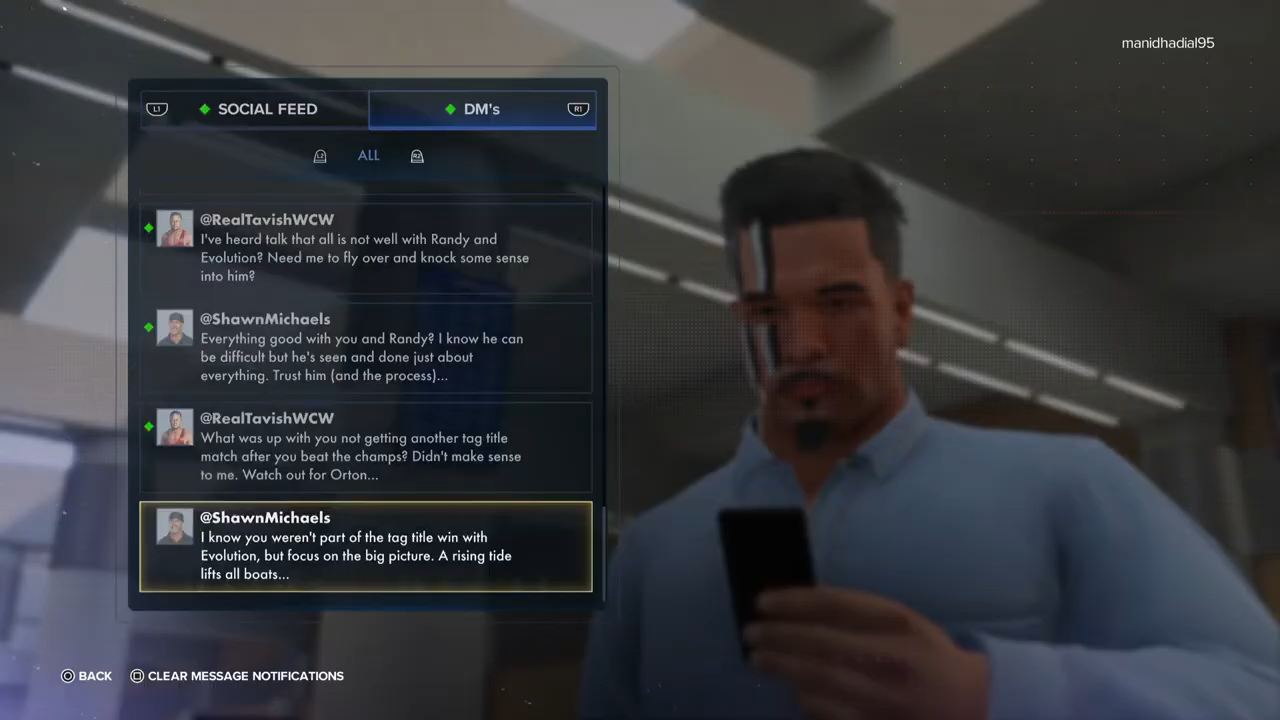 manidhadial95
L1
SOCIAL FEED
DM's
R1
L2
ALL
R2
@RealTavishWCW
I've heard talk that all is not well with Randy and
Evolution? Need me to fly over and knock some sense
into him?
@ShawnMichaels
Everything good with you and Randy? I know he can
be difficult but he's seen and done just about
everything. Trust him (and the process)...
@RealTavishWCW
What was up with you not getting another tag title
match after you beat the champs? Didn't make sense
to me. Watch out for Orton...
@ShawnMichaels
I know you weren't part of the tag title win with
Evolution, but focus on the big picture. A rising tide
lifts all boats...
BACK
CLEAR MESSAGE NOTIFICATIONS